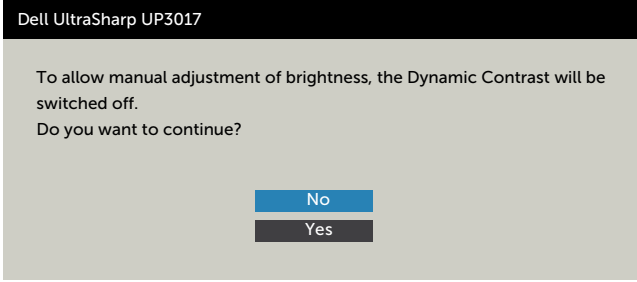 Dell UltraSharp UP3017
To allow manual adjustment of brightness, the Dynamic Contrast will be
switched off.
Do you want to continue?
No
Yes